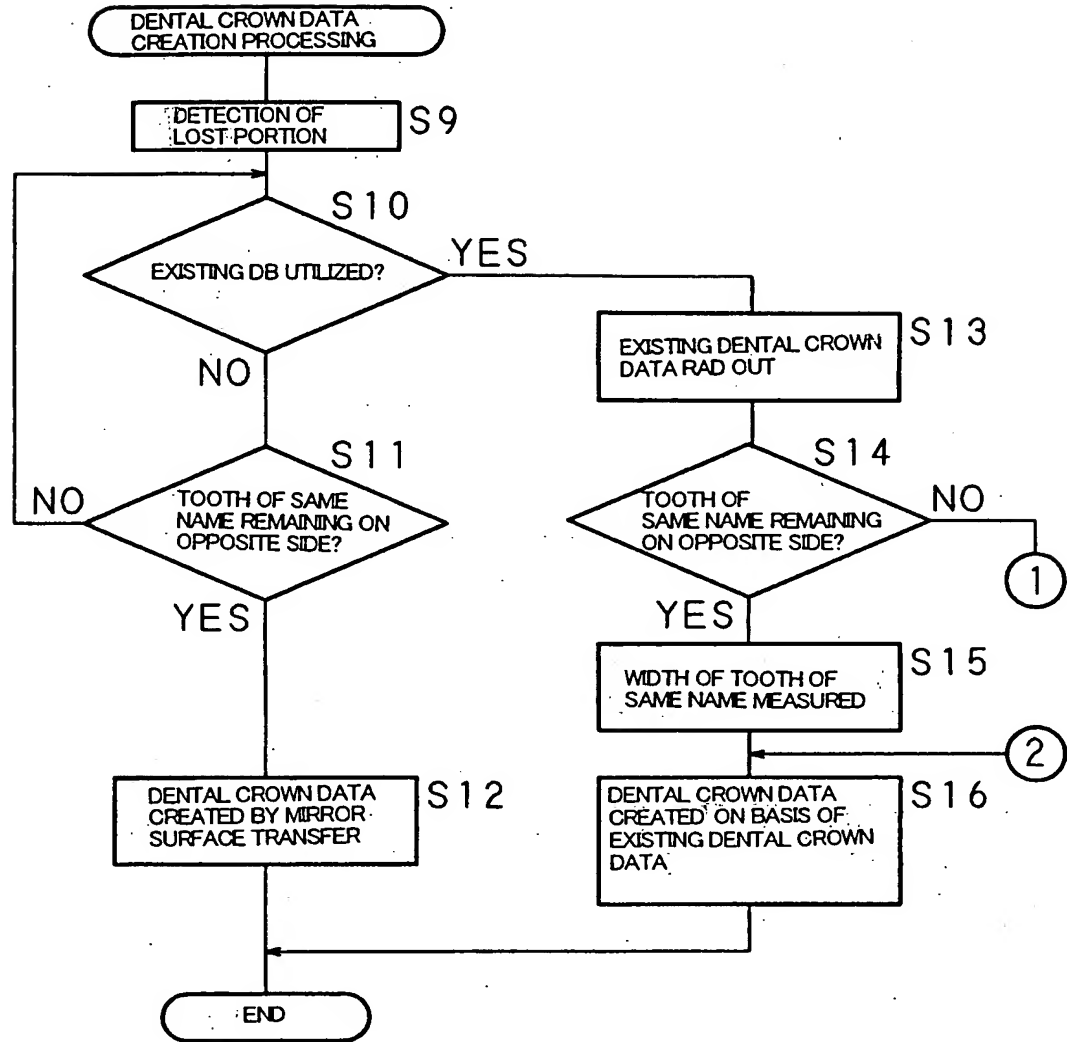 DENTAL CROWN DATA
CREATION PROCESSING
DETECTION OF
LOST PORTION
S9
S10
EXISTING DB UTILIZED?
YES
NO
S13
EXISTING DENTAL CROWN
DATA RAD OUT
S11
TOOTH OF SAME
NAME REMAINING ON
OPPOSITE SIDE?
NO
YES
S14
TOOTH OF
SAME NAME REMAINING
ON OPPOSITE SIDE?
NO
1
YES
S15
WIDTH OF TOOTH OF
SAME NAME MEASURED
2
S12
DENTAL CROWN DATA
CREATED BY MIRROR
SURFACE TRANSFER
S16
DENTAL CROWN DATA
CREATED ON BASIS OF
EXISTING DENTAL CROWN
DATA
END